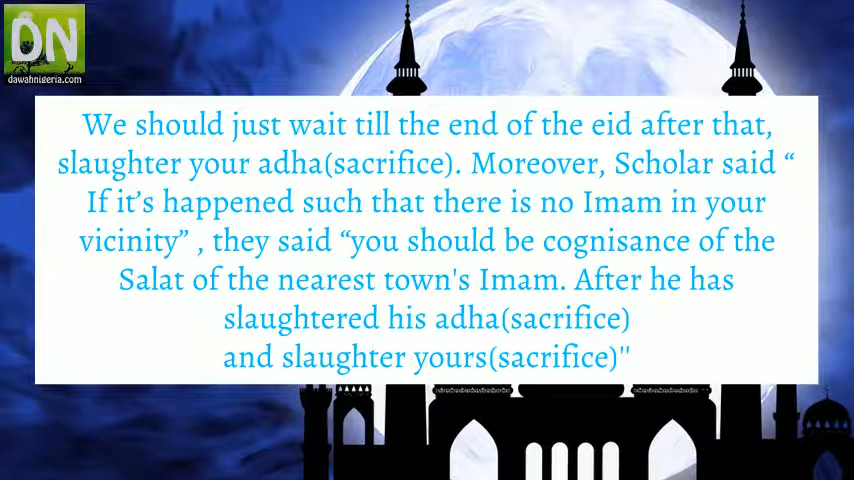 DN
dawahnigeria.com
We should just wait till the end of the eid after that,
slaughter your adha(sacrifice). Moreover, Scholar said “
If it’s happened such that there is no Imam in your
vicinity” , they said “you should be cognisance of the
Salat of the nearest town's Imam. After he has
slaughtered his adha(sacrifice)
and slaughter yours(sacrifice)"